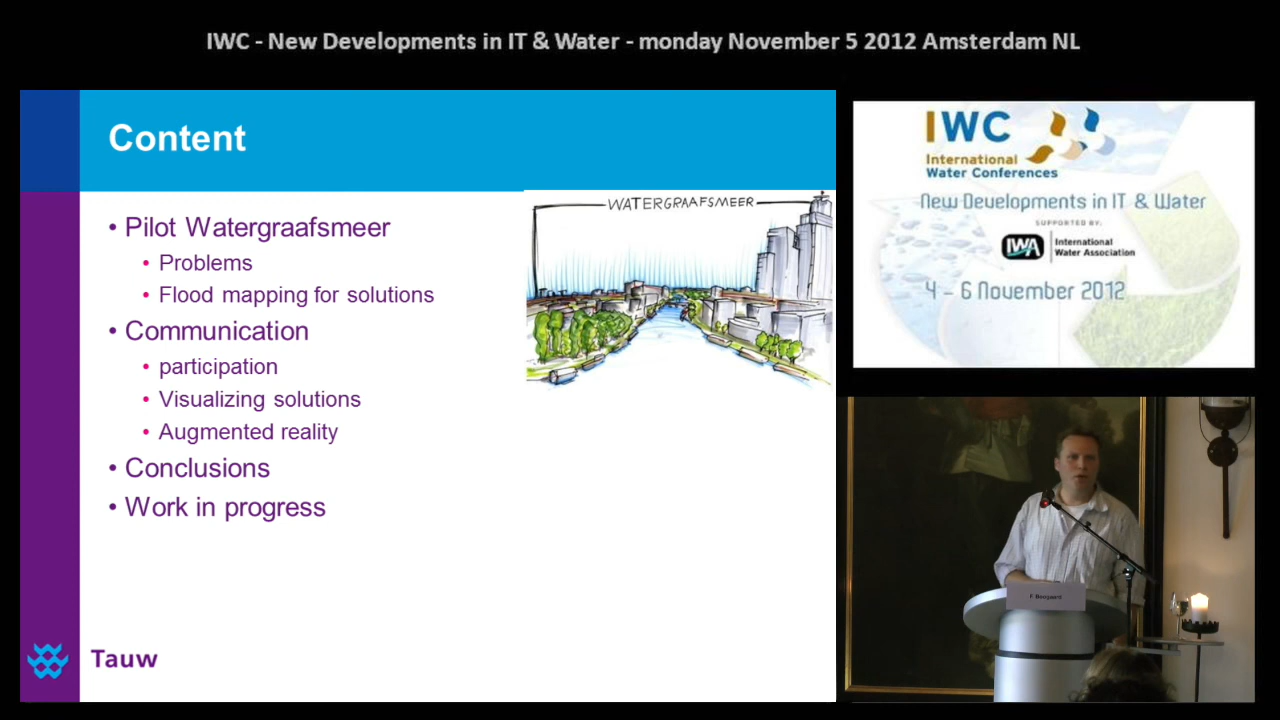 IWC - New Developments in IT & Water - monday November 5 2012 Amsterdam NL
Content
• Pilot Watergraafsmeer
• Problems
• Flood mapping for solutions
• Communication
• participation
• Visualizing solutions
• Augmented reality
• Conclusions
• Work in progress
WATERGRAAFSMEER
Tauw
IWC
International
Water Conferences
New Developments in IT & Water
SUPPORTED BY:
IWA International
Water Association
4 - 6 November 2012
F Boogaard